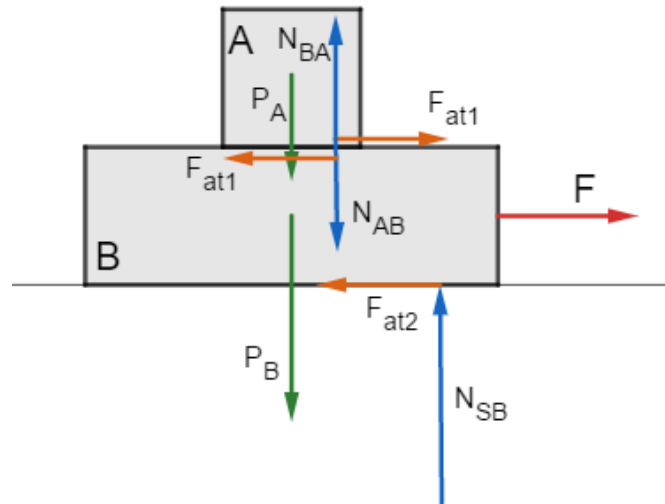 A
N_BA
P_A
F_at1
F_at1
F
N_AB
B
F_at2
P_B
N_SB